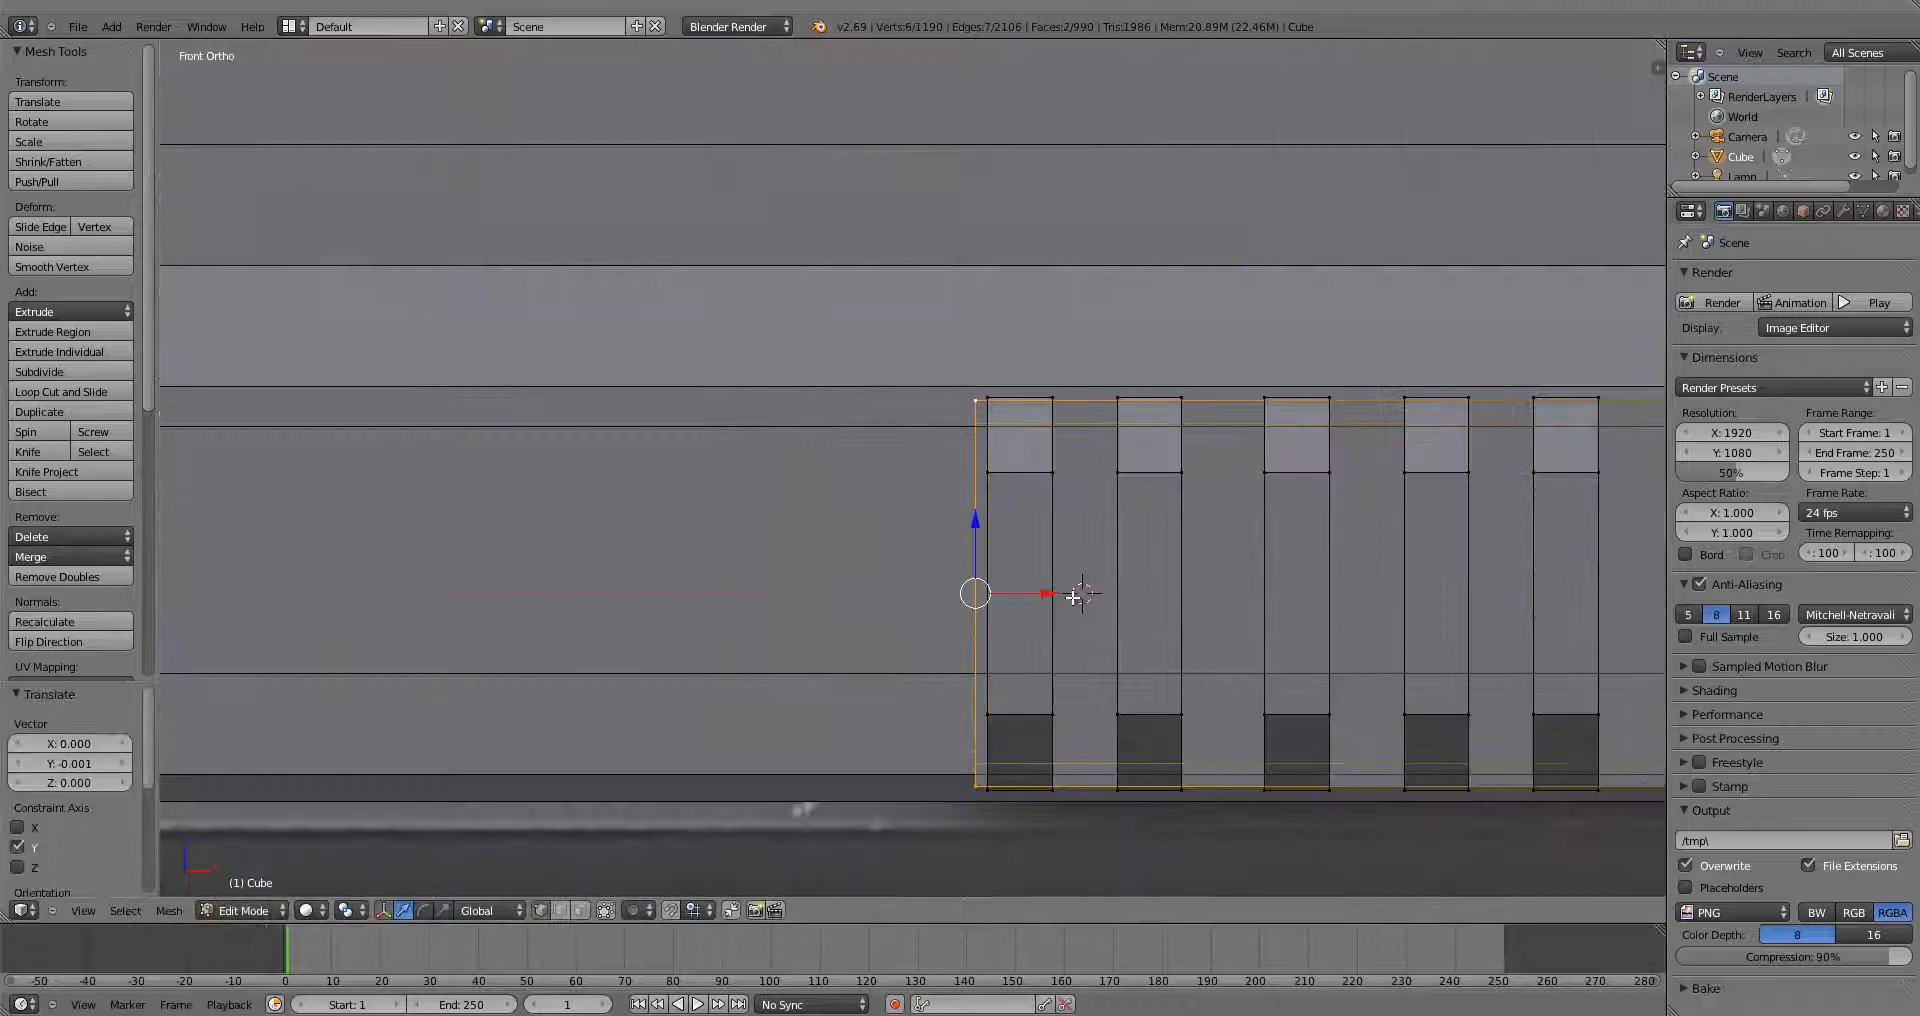 File Add Render Window Help Default Scene Blender Render v2.69 | Verts:6/1190 | Edges:7/2106 | Faces:2/990 | Tris:1986 | Mem:20.89M (22.46M) | Cube
Mesh Tools
Transform:
Translate
Rotate
Scale
Shrink/Fatten
Push/Pull
Deform:
Slide Edge Vertex
Noise
Smooth Vertex
Add:
Extrude
Extrude Region
Extrude Individual
Subdivide
Loop Cut and Slide
Duplicate
Spin Screw
Knife Select
Knife Project
Bisect
Remove:
Delete
Merge
Remove Doubles
Normals:
Recalculate
Flip Direction
UV Mapping:
Translate
Vector
X: 0.000
Y: -0.001
Z: 0.000
Constraint Axis
X
Y
Z
Orientation
Front Ortho
(1) Cube
View Select Mesh Edit Mode Global
-50 -40 -30 -20 -10 0 10 20 30 40 50 60 70 80 90 100 110 120 130 140 150 160 170 180 190 200 210 220 230 240 250 260 270 280
View Marker Frame Playback Start: 1 End: 250 1 No Sync
View Search All Scenes
Scene
RenderLayers
World
Camera
Cube
Lamp
Scene
Render
Render Animation Play
Display: Image Editor
Dimensions
Render Presets
Resolution: Frame Range:
X: 1920 Start Frame: 1
Y: 1080 End Frame: 250
50% Frame Step: 1
Aspect Ratio: Frame Rate:
X: 1.000 24 fps
Y: 1.000 Time Remapping:
Bord Crop : 100 : 100
Anti-Aliasing
5 8 11 16 Mitchell-Netravali
Full Sample Size: 1.000
Sampled Motion Blur
Shading
Performance
Post Processing
Freestyle
Stamp
Output
/tmp\
Overwrite File Extensions
Placeholders
PNG BW RGB RGBA
Color Depth: 8 16
Compression: 90%
Bake